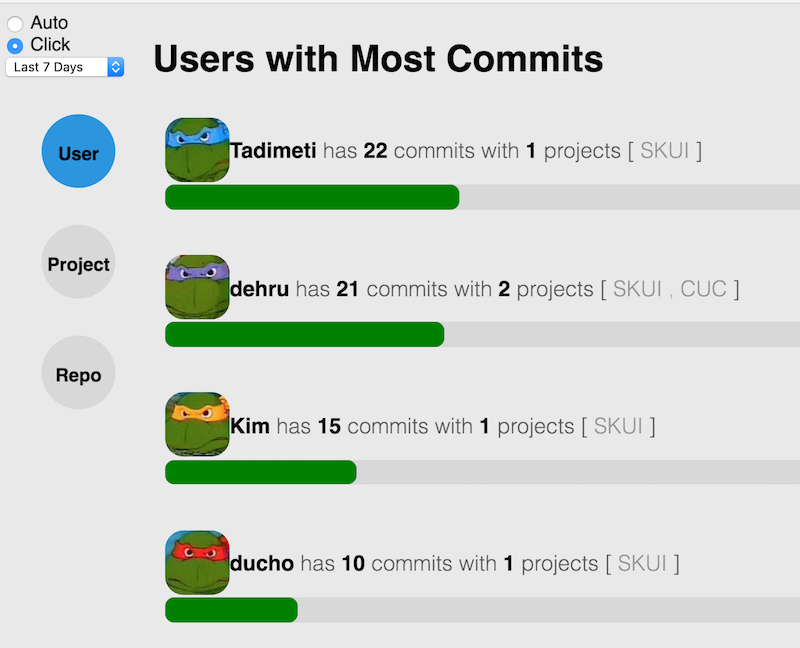 Auto
Click
Last 7 Days
Users with Most Commits
User
Tadimeti has 22 commits with 1 projects [ SKUI ]
Project
dehru has 21 commits with 2 projects [ SKUI , CUC ]
Repo
Kim has 15 commits with 1 projects [ SKUI ]
ducho has 10 commits with 1 projects [ SKUI ]